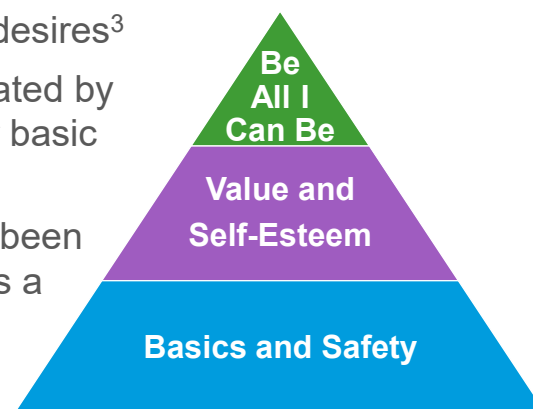 desires³
ated by
basic
been
s a
Be
All I
Can Be
Value and
Self-Esteem
Basics and Safety